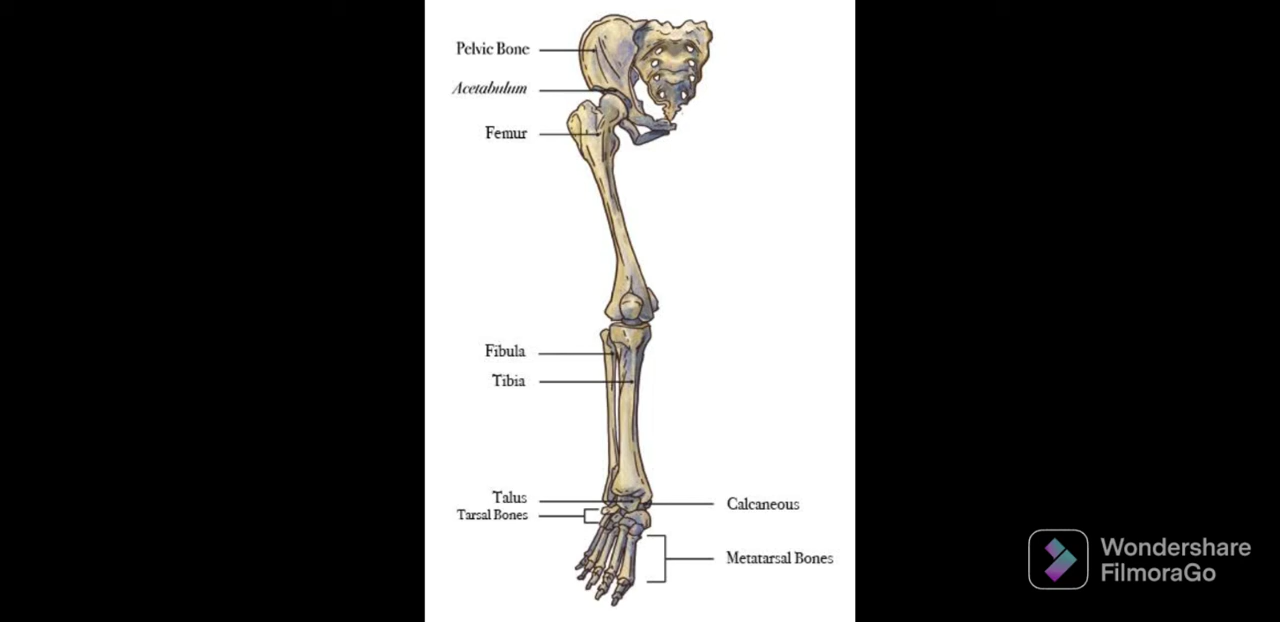 Pelvic Bone
Acetabulum
Femur
Fibula
Tibia
Talus
Tarsal Bones
Calcaneous
Metatarsal Bones
Wondershare
FilmoraGo